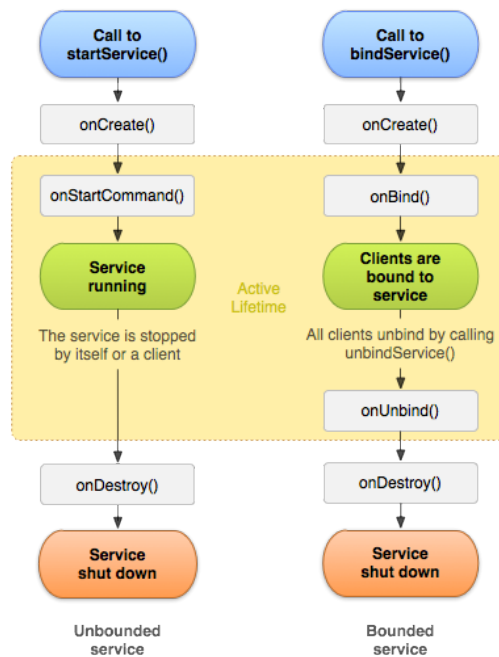 Call to
startService()
onCreate()
onStartCommand()
Service
running
The service is stopped
by itself or a client
onDestroy()
Service
shut down
Unbounded
service
Active
Lifetime
Call to
bindService()
onCreate()
onBind()
Clients are
bound to
service
All clients unbind by calling
unbindService()
onUnbind()
onDestroy()
Service
shut down
Bounded
service